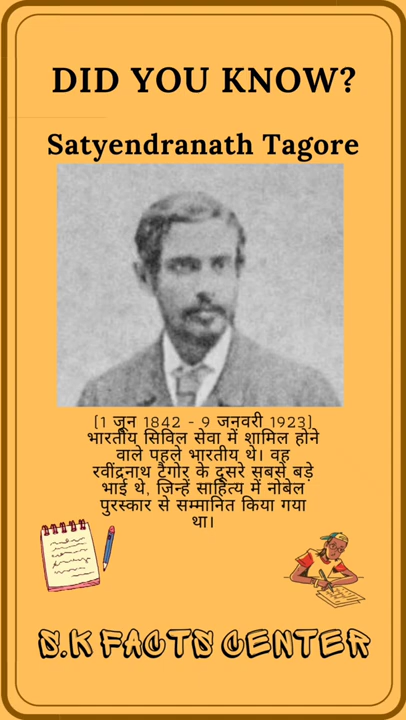 DID YOU KNOW?
Satyendranath Tagore
(1 जून 1842 - 9 जनवरी 1923)
भारतीय सिविल सेवा में शामिल होने
वाले पहले भारतीय थे। वह
रवींद्रनाथ टैगोर के दूसरे सबसे बड़े
भाई थे, जिन्हें साहित्य में नोबेल
पुरस्कार से सम्मानित किया गया
था।
S.K FACTS CENTER